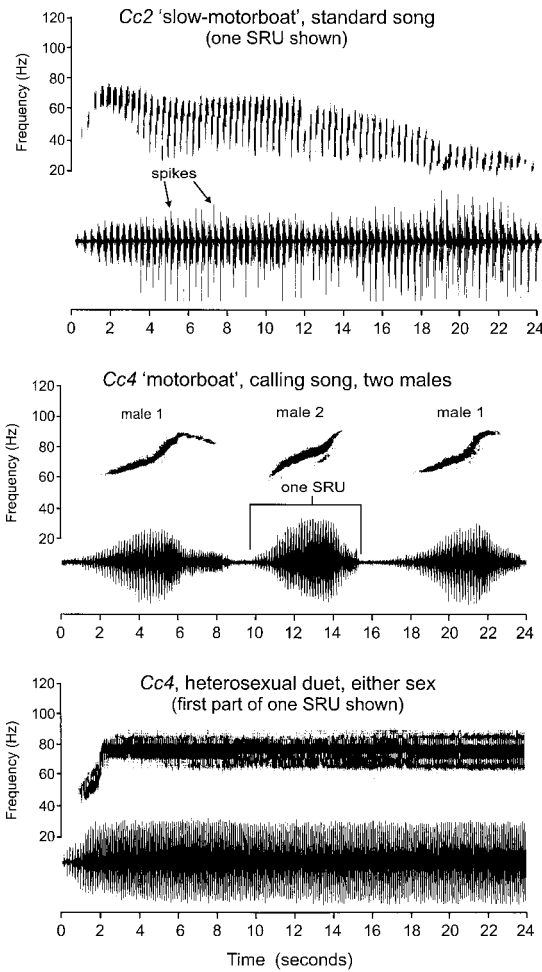 Cc2 'slow-motorboat', standard song
(one SRU shown)
Frequency (Hz)
120
100
80
60
40
20
spikes
0 2 4 6 8 10 12 14 16 18 20 22 24
Cc4 'motorboat', calling song, two males
Frequency (Hz)
120
100
80
60
40
20
male 1 male 2 male 1
one SRU
0 2 4 6 8 10 12 14 16 18 20 22 24
Cc4, heterosexual duet, either sex
(first part of one SRU shown)
Frequency (Hz)
120
100
80
60
40
20
0 2 4 6 8 10 12 14 16 18 20 22 24
Time (seconds)